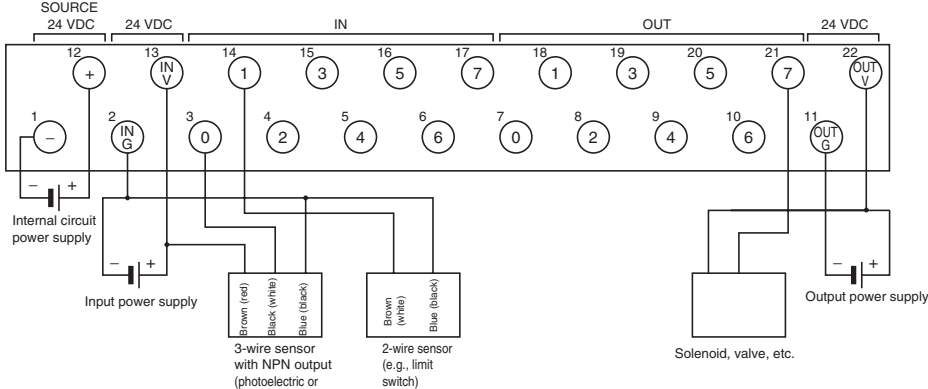 SOURCE
24 VDC 24 VDC IN OUT 24 VDC
12 13 14 15 16 17 18 19 20 21 22
+ IN V 1 3 5 7 1 3 5 7 OUT V
1 2 3 4 5 6 7 8 9 10 11
− IN G 0 2 4 6 0 2 4 6 OUT G
− +
Internal circuit
power supply
− +
Input power supply
Brown (red)
Black (white)
Blue (black)
3-wire sensor
with NPN output
(photoelectric or
Brown
(white)
Blue (black)
2-wire sensor
(e.g., limit
switch)
Solenoid, valve, etc.
− +
Output power supply